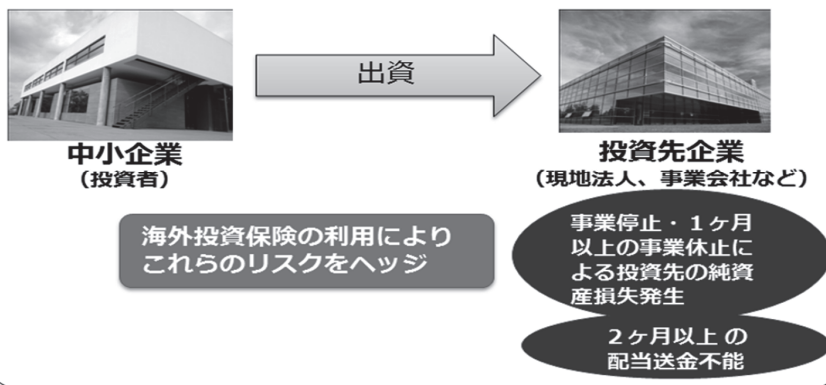 出資
中小企業
（投資者）
投資先企業
（現地法人、事業会社など）
海外投資保険の利用により
これらのリスクをヘッジ
事業停止・１ヶ月
以上の事業休止に
よる投資先の純資
産損失発生
２ヶ月以上 の
配当送金不能